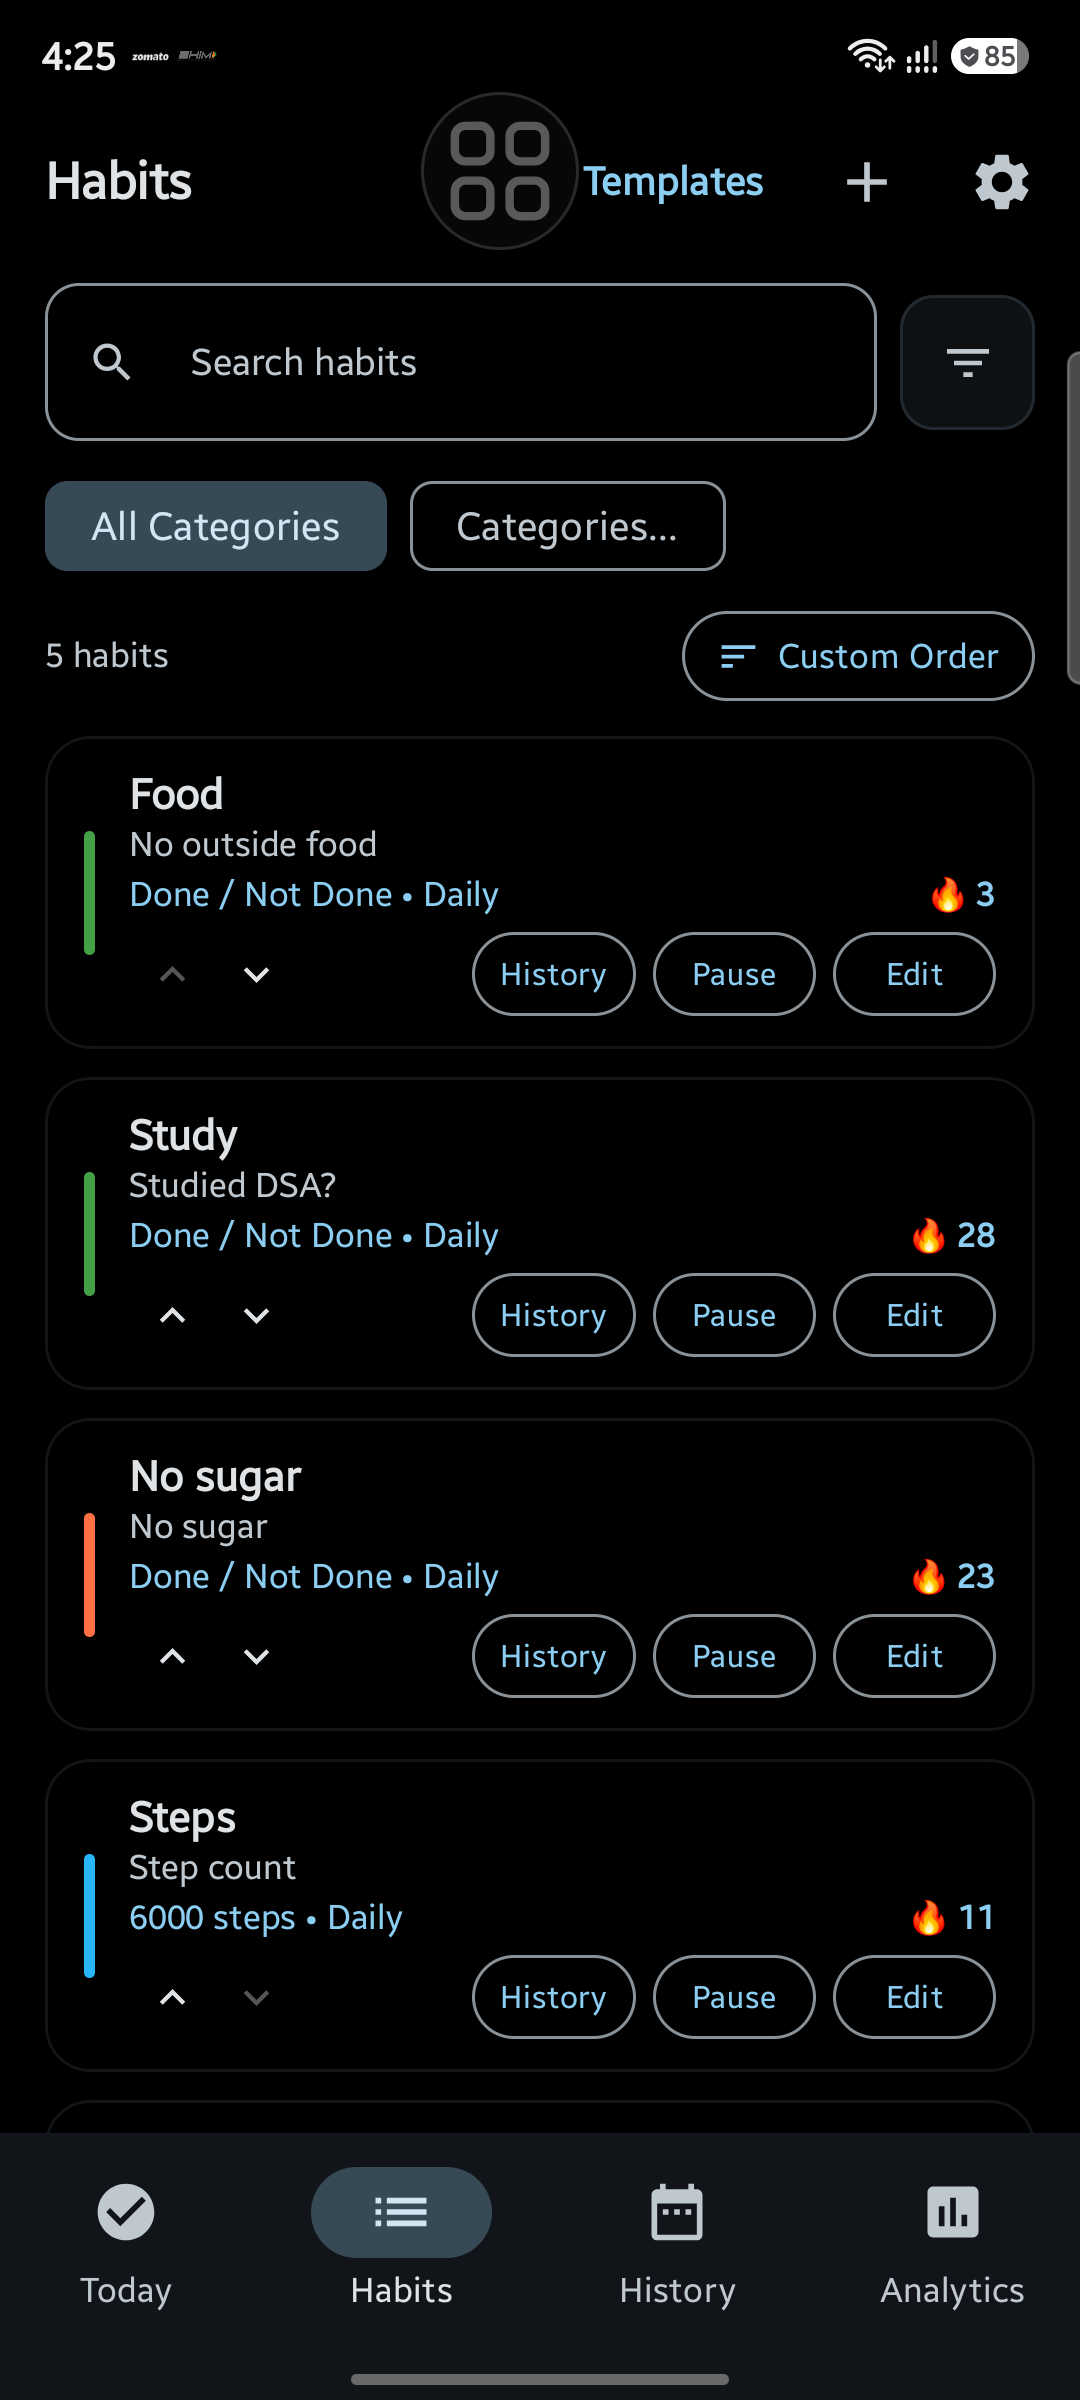 4:25 zomato BHIM 85
Habits Templates
Search habits
All Categories Categories...
5 habits Custom Order
Food
No outside food
Done / Not Done • Daily 🔥 3
History Pause Edit
Study
Studied DSA?
Done / Not Done • Daily 🔥 28
History Pause Edit
No sugar
No sugar
Done / Not Done • Daily 🔥 23
History Pause Edit
Steps
Step count
6000 steps • Daily 🔥 11
History Pause Edit
Today Habits History Analytics